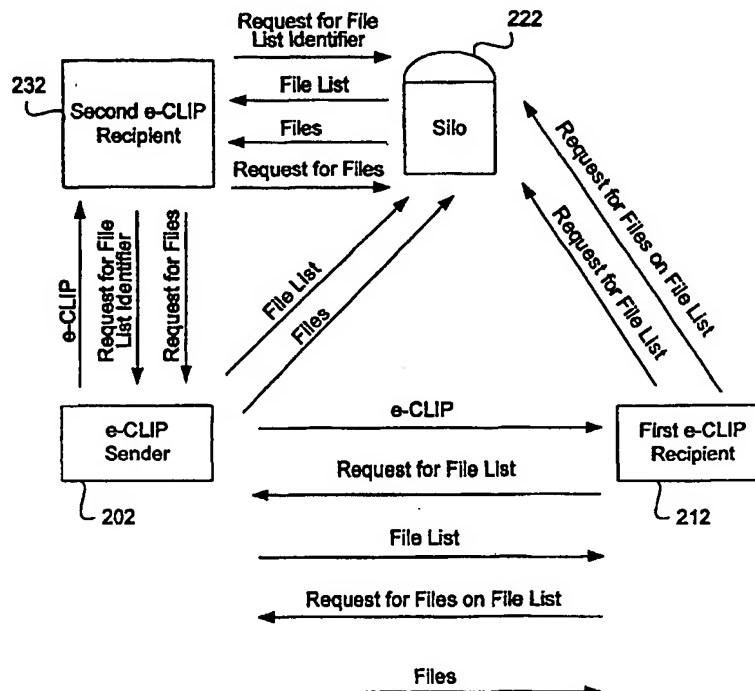 Request for File
List Identifier
222
232
File List
Second e-CLIP
Recipient
Files
Silo
Request for Files
e-CLIP
Request for File
List Identifier
Request for Files
File List
Files
Request for Files on File List
Request for File List
e-CLIP
Sender
e-CLIP
First e-CLIP
Recipient
Request for File List
202
212
File List
Request for Files on File List
Files